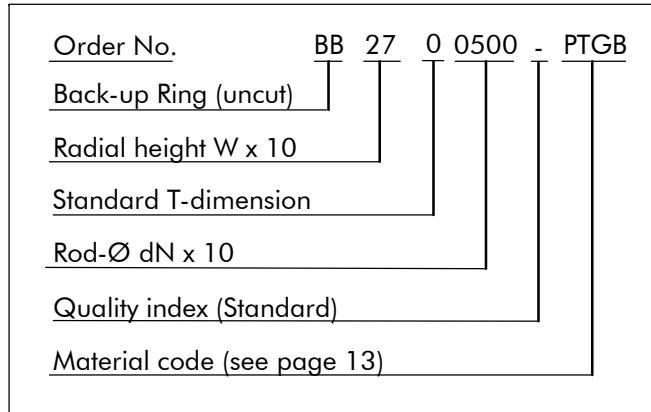 Order No. BB 27 0 0500 - PTGB
Back-up Ring (uncut)
Radial height W x 10
Standard T-dimension
Rod-Ø dN x 10
Quality index (Standard)
Material code (see page 13)